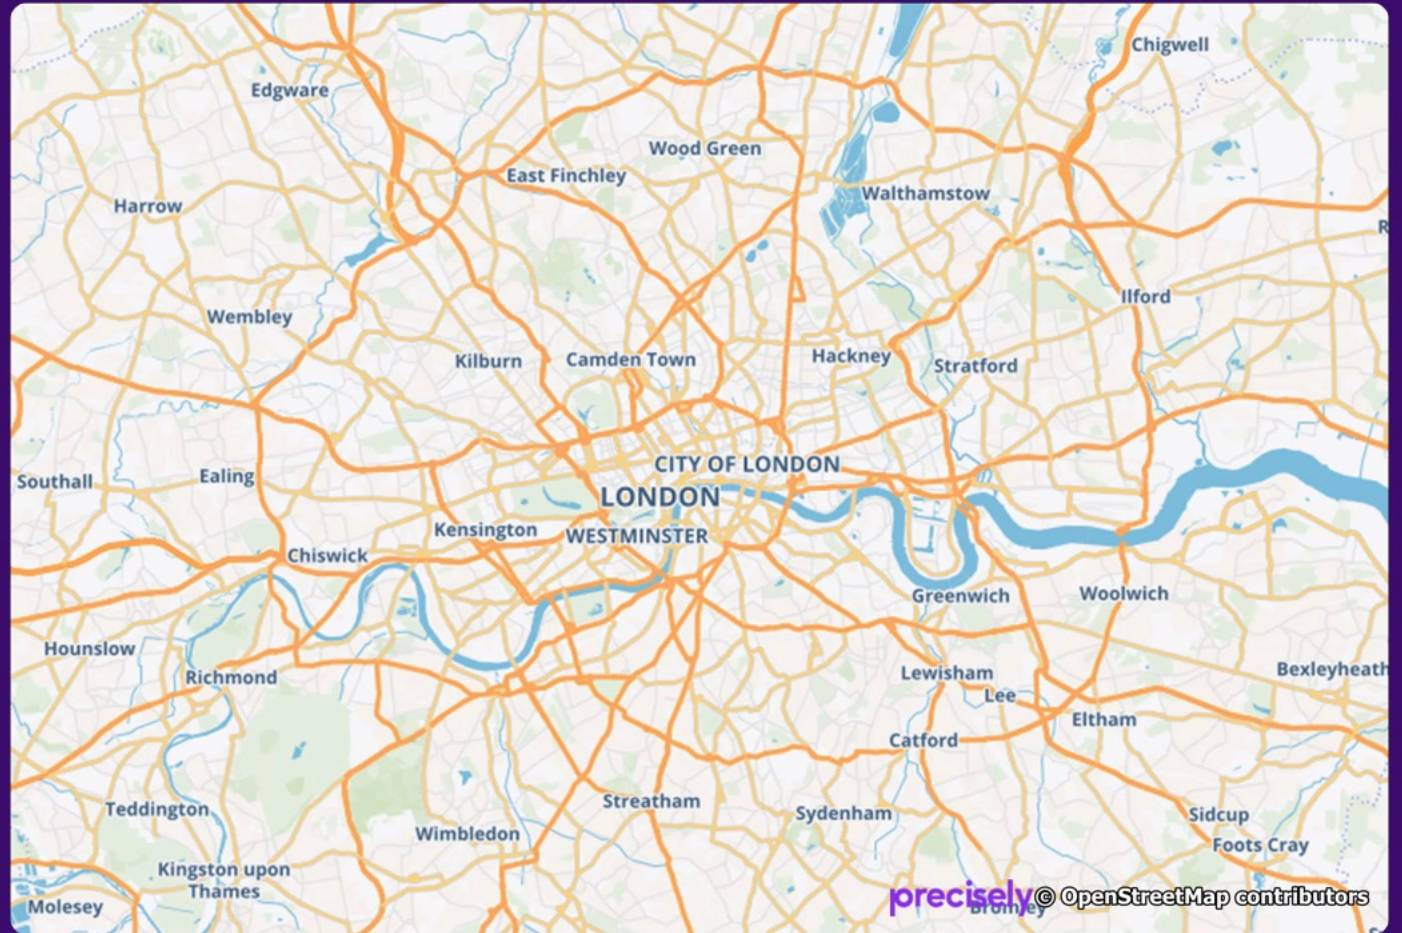 Chigwell
Edgware
Wood Green
East Finchley
Walthamstow
Harrow
R
Ilford
Wembley
Kilburn
Camden Town
Hackney
Stratford
CITY OF LONDON
Southall
Ealing
LONDON
Kensington
WESTMINSTER
Chiswick
Greenwich
Woolwich
Hounslow
Richmond
Lewisham
Bexleyheath
Lee
Eltham
Catford
Teddington
Streatham
Sydenham
Sidcup
Wimbledon
Foots Cray
Kingston upon
Thames
Molesey
precisely © OpenStreetMap contributors
Bromley